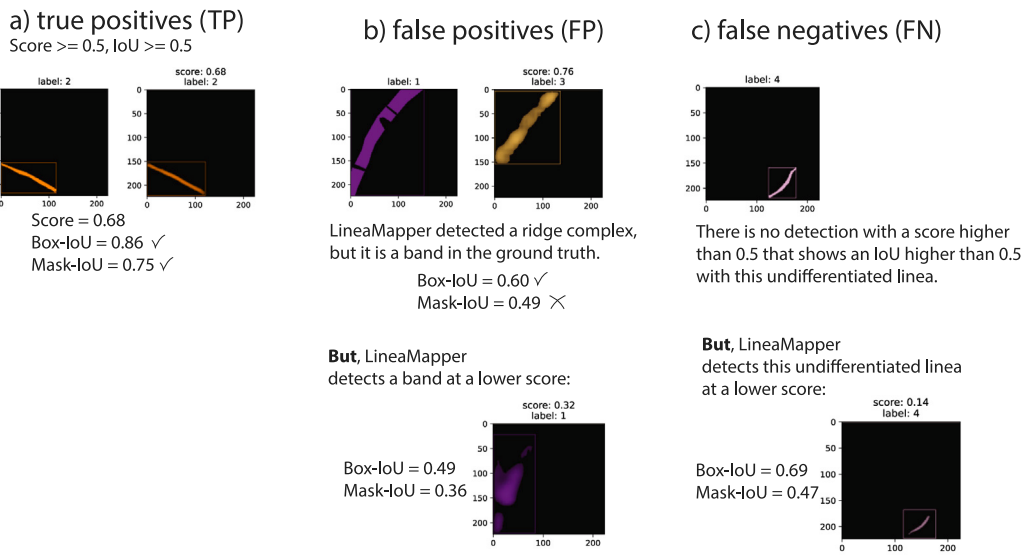 a) true positives (TP)
Score >= 0.5, IoU >= 0.5
label: 2
score: 0.68
label: 2
0
50
100
150
200
0
100
200
0
100
200
Score = 0.68
Box-IoU = 0.86 ✓
Mask-IoU = 0.75 ✓
b) false positives (FP)
label: 1
score: 0.76
label: 3
0
50
100
150
200
0
100
200
0
50
100
150
200
0
100
200
LineaMapper detected a ridge complex,
but it is a band in the ground truth.
Box-IoU = 0.60 ✓
Mask-IoU = 0.49 ✗
But, LineaMapper
detects a band at a lower score:
score: 0.32
label: 1
0
50
100
150
200
0
100
200
Box-IoU = 0.49
Mask-IoU = 0.36
c) false negatives (FN)
label: 4
0
50
100
150
200
0
100
200
There is no detection with a score higher
than 0.5 that shows an IoU higher than 0.5
with this undifferentiated linea.
But, LineaMapper
detects this undifferentiated linea
at a lower score:
score: 0.14
label: 4
0
50
100
150
200
0
100
200
Box-IoU = 0.69
Mask-IoU = 0.47